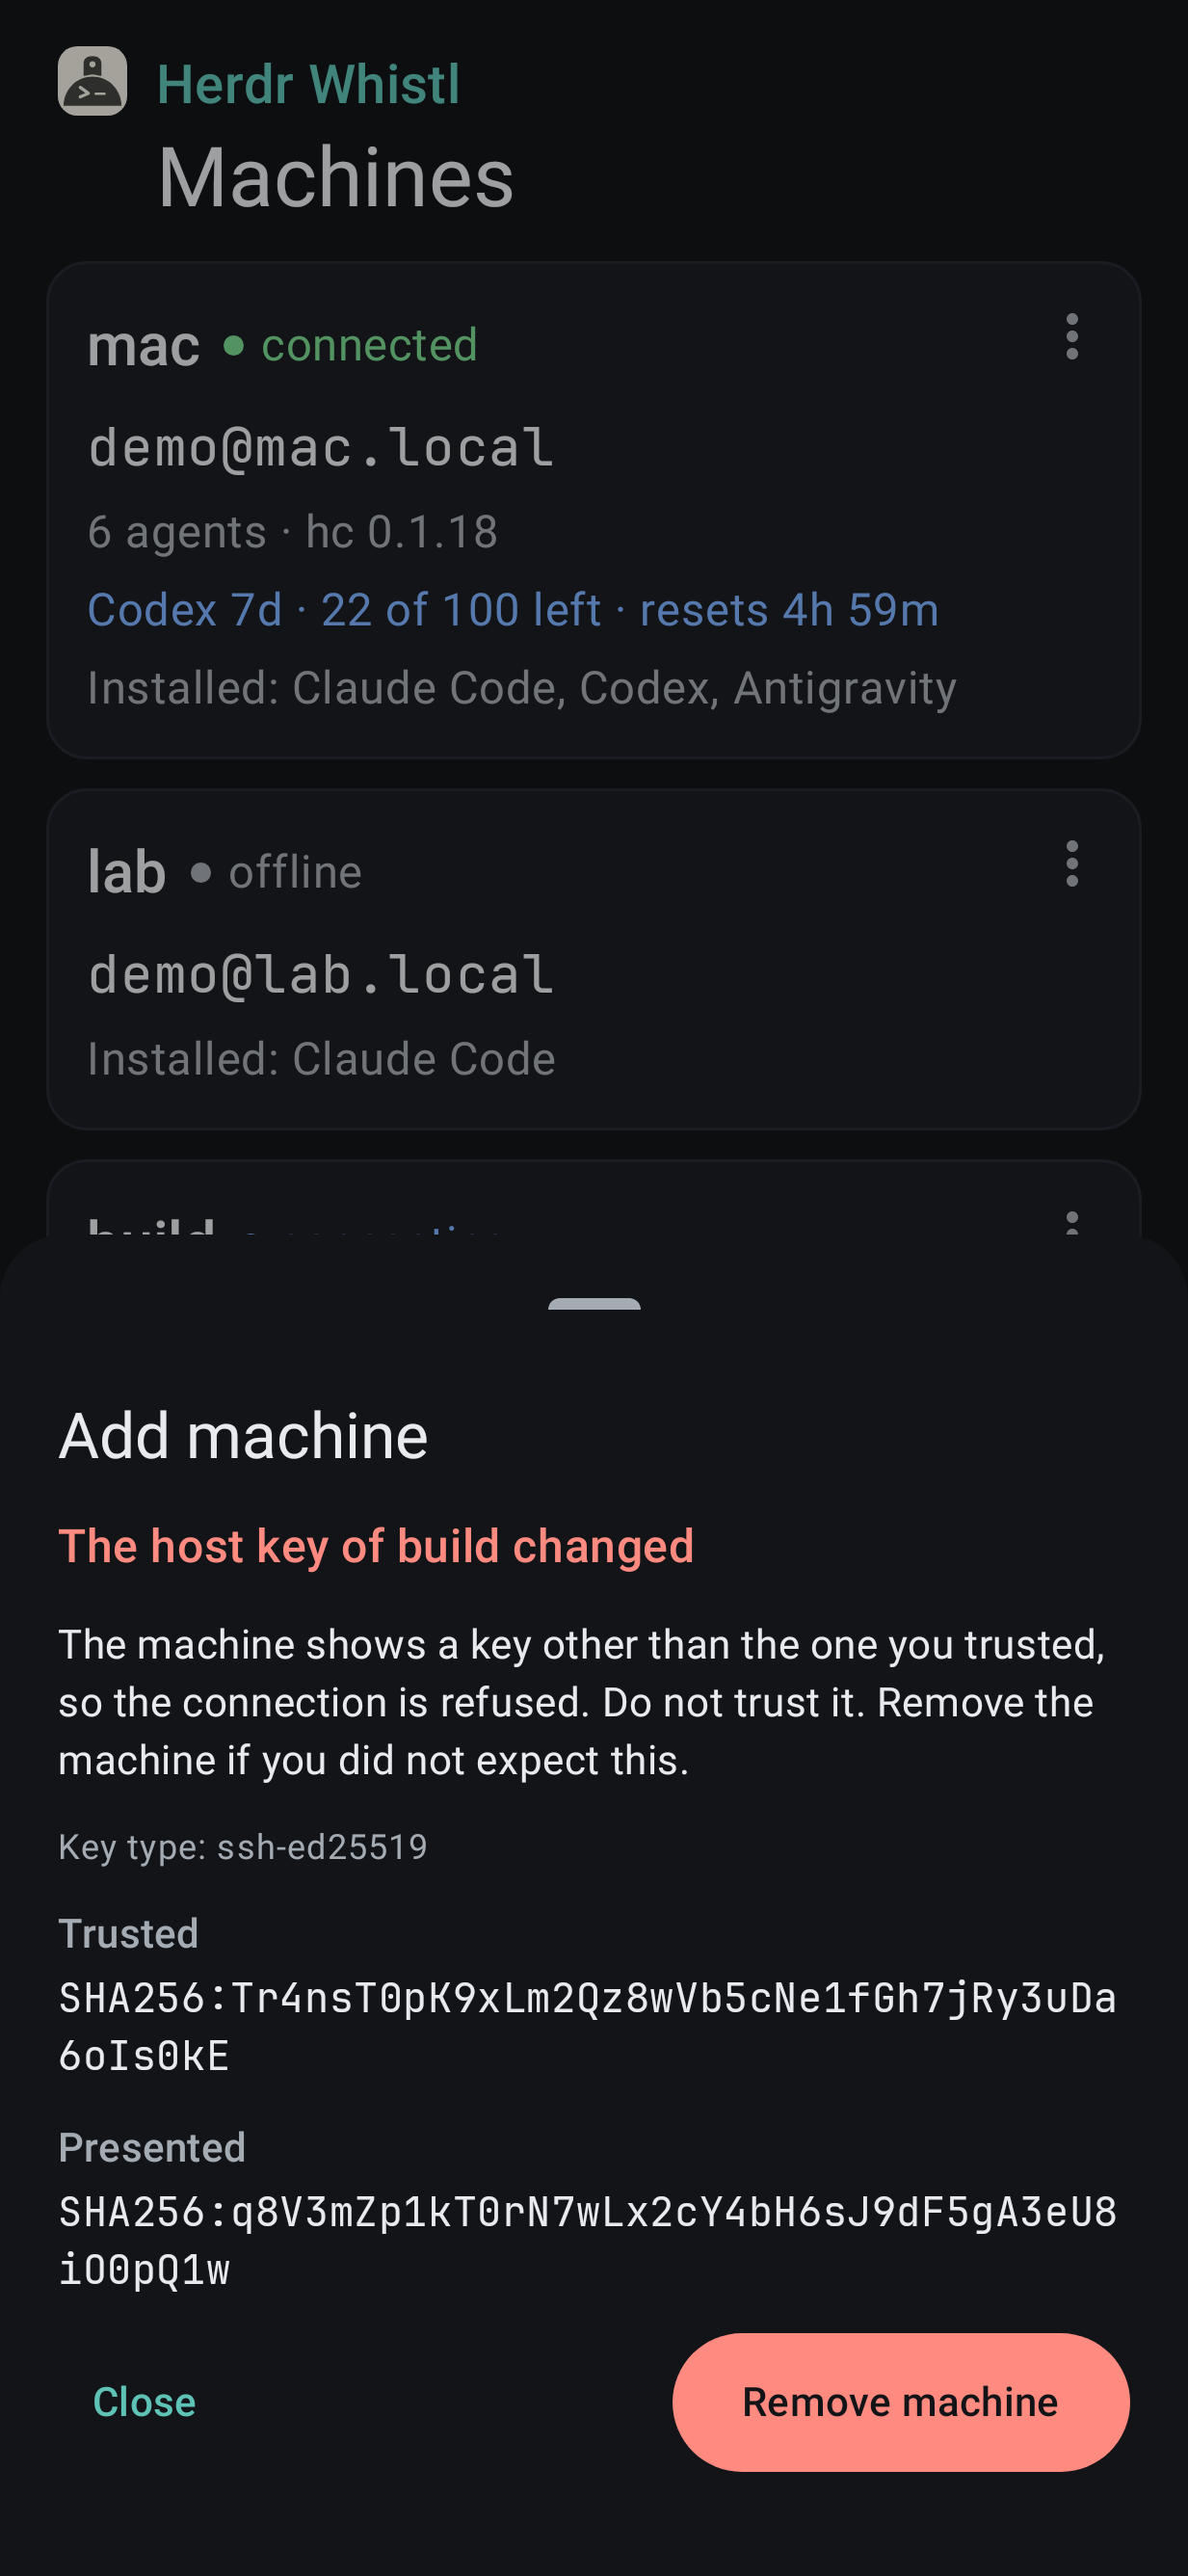 Herdr Whistl
Machines
mac • connected
demo@mac.local
6 agents · hc 0.1.18
Codex 7d · 22 of 100 left · resets 4h 59m
Installed: Claude Code, Codex, Antigravity
lab • offline
demo@lab.local
Installed: Claude Code
build
Add machine
The host key of build changed
The machine shows a key other than the one you trusted,
so the connection is refused. Do not trust it. Remove the
machine if you did not expect this.
Key type: ssh-ed25519
Trusted
SHA256:Tr4nsT0pK9xLm2Qz8wVb5cNe1fGh7jRy3uDa
6oIs0kE
Presented
SHA256:q8V3mZp1kT0rN7wLx2cY4bH6sJ9dF5gA3eU8
iO0pQ1w
Close
Remove machine